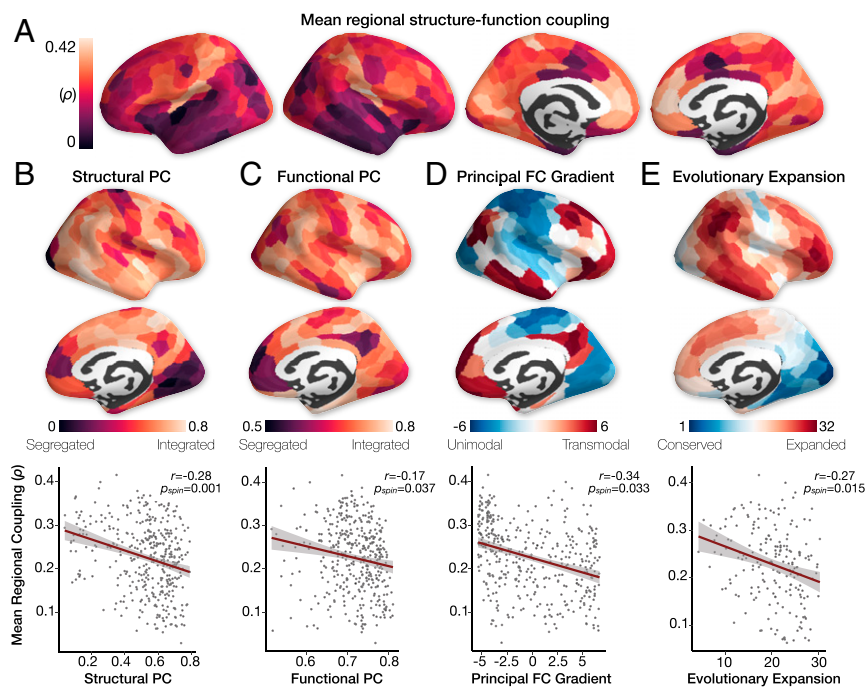 Mean regional structure-function coupling
A
0.42
(ρ)
0
B Structural PC
C Functional PC
D Principal FC Gradient
E Evolutionary Expansion
0 0.8
Segregated Integrated
0.5 0.8
Segregated Integrated
-6 6
Unimodal Transmodal
1 32
Conserved Expanded
Mean Regional Coupling (ρ)
0.4
0.3
0.2
0.1
r=-0.28
pspin=0.001
0.2 0.4 0.6 0.8
Structural PC
0.4
0.3
0.2
0.1
r=-0.17
pspin=0.037
0.6 0.7 0.8
Functional PC
0.4
0.3
0.2
0.1
r=-0.34
pspin=0.033
-5 -2.5 0 2.5 5
Principal FC Gradient
0.4
0.3
0.2
0.1
r=-0.27
pspin=0.015
10 20 30
Evolutionary Expansion